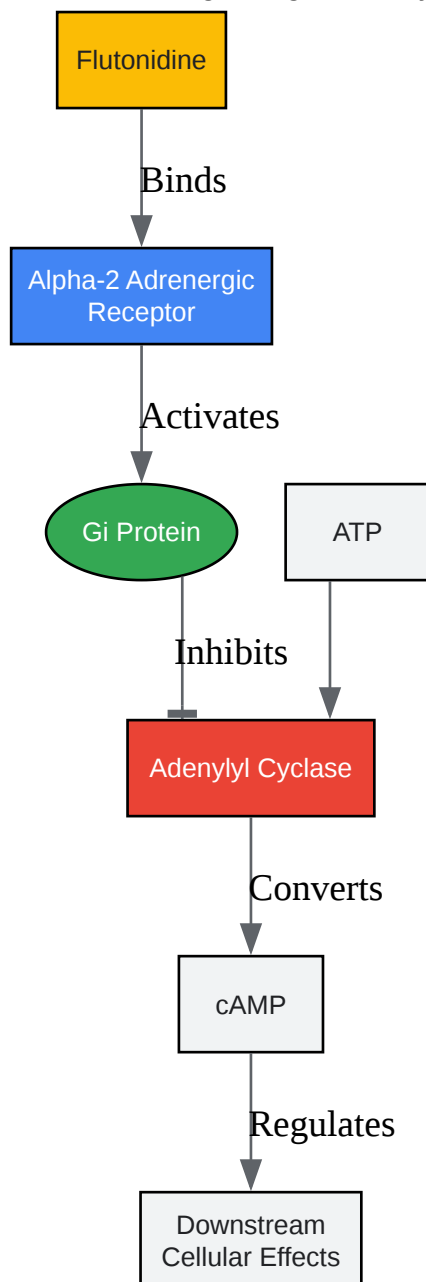 Flutonidine
Binds
Alpha-2 Adrenergic
Receptor
Activates
Gi Protein
ATP
Inhibits
Adenylyl Cyclase
Converts
cAMP
Regulates
Downstream
Cellular Effects